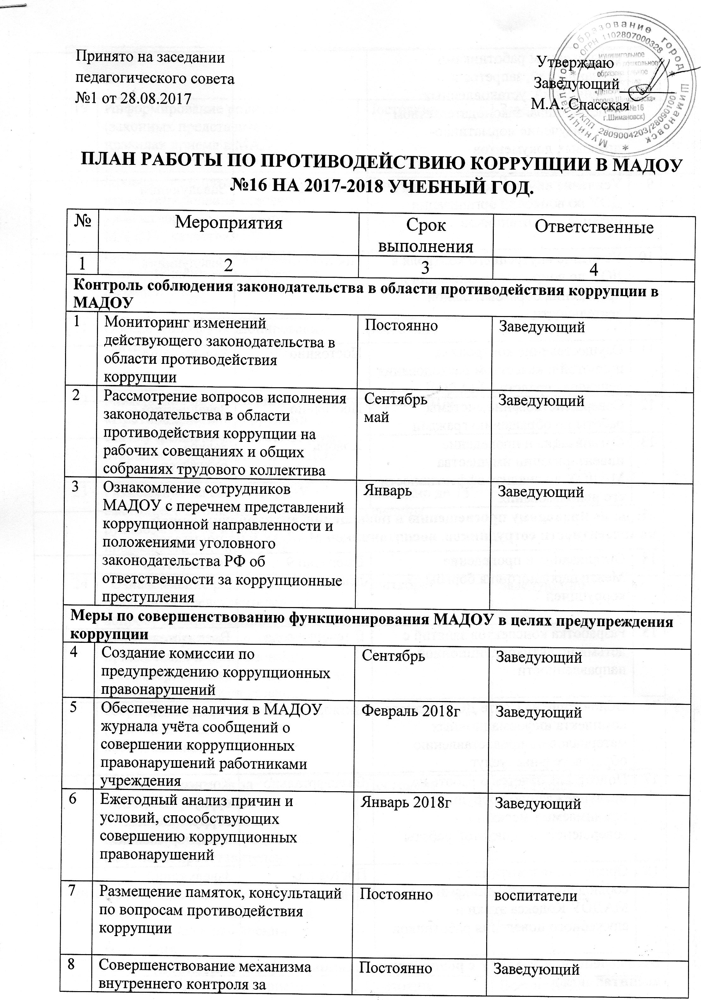 Принято на заседании
педагогического совета
№1 от 28.08.2017
Утверждаю
Заведующий
М.А. Спасская
Муниципальное образование город Шимановск
ОГРН 1102807000328
ИНН/КПП 2809004203/280901001
муниципальное
дошкольное
г.Шимановск)
ПЛАН РАБОТЫ ПО ПРОТИВОДЕЙСТВИЮ КОРРУПЦИИ В МАДОУ
№16 НА 2017-2018 УЧЕБНЫЙ ГОД.
№ Мероприятия Срок Ответственные
выполнения
1 2 3 4
Контроль соблюдения законодательства в области противодействия коррупции в
МАДОУ
1 Мониторинг изменений Постоянно Заведующий
действующего законодательства в
области противодействия
коррупции
2 Рассмотрение вопросов исполнения Сентябрь Заведующий
законодательства в области май
противодействия коррупции на
рабочих совещаниях и общих
собраниях трудового коллектива
3 Ознакомление сотрудников Январь Заведующий
МАДОУ с перечнем представлений
коррупционной направленности и
положениями уголовного
законодательства РФ об
ответственности за коррупционные
преступления
Меры по совершенствованию функционирования МАДОУ в целях предупреждения
коррупции
4 Создание комиссии по Сентябрь Заведующий
предупреждению коррупционных
правонарушений
5 Обеспечение наличия в МАДОУ Февраль 2018г Заведующий
журнала учёта сообщений о
совершении коррупционных
правонарушений работниками
учреждения
6 Ежегодный анализ причин и Январь 2018г Заведующий
условий, способствующих
совершению коррупционных
правонарушений
7 Размещение памяток, консультаций Постоянно воспитатели
по вопросам противодействия
коррупции
8 Совершенствование механизма Постоянно Заведующий
внутреннего контроля за